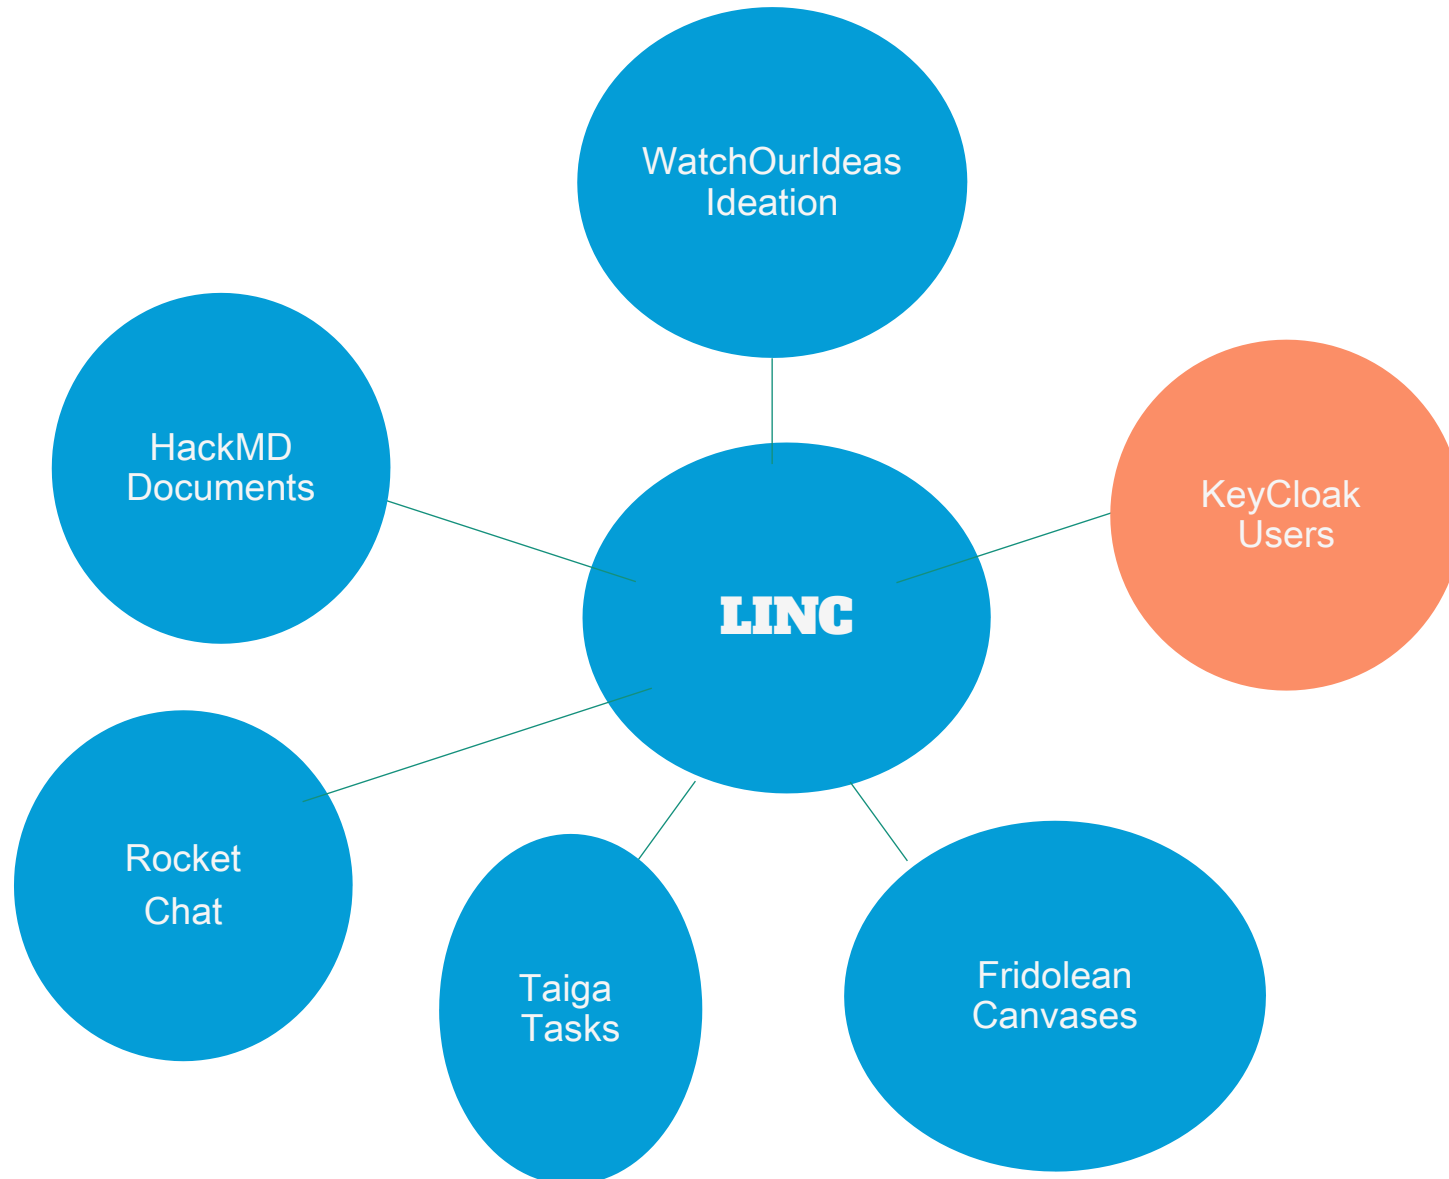 WatchOurIdeas
Ideation
HackMD
Documents
KeyCloak
Users
LINC
Rocket
Chat
Taiga
Tasks
Fridolean
Canvases